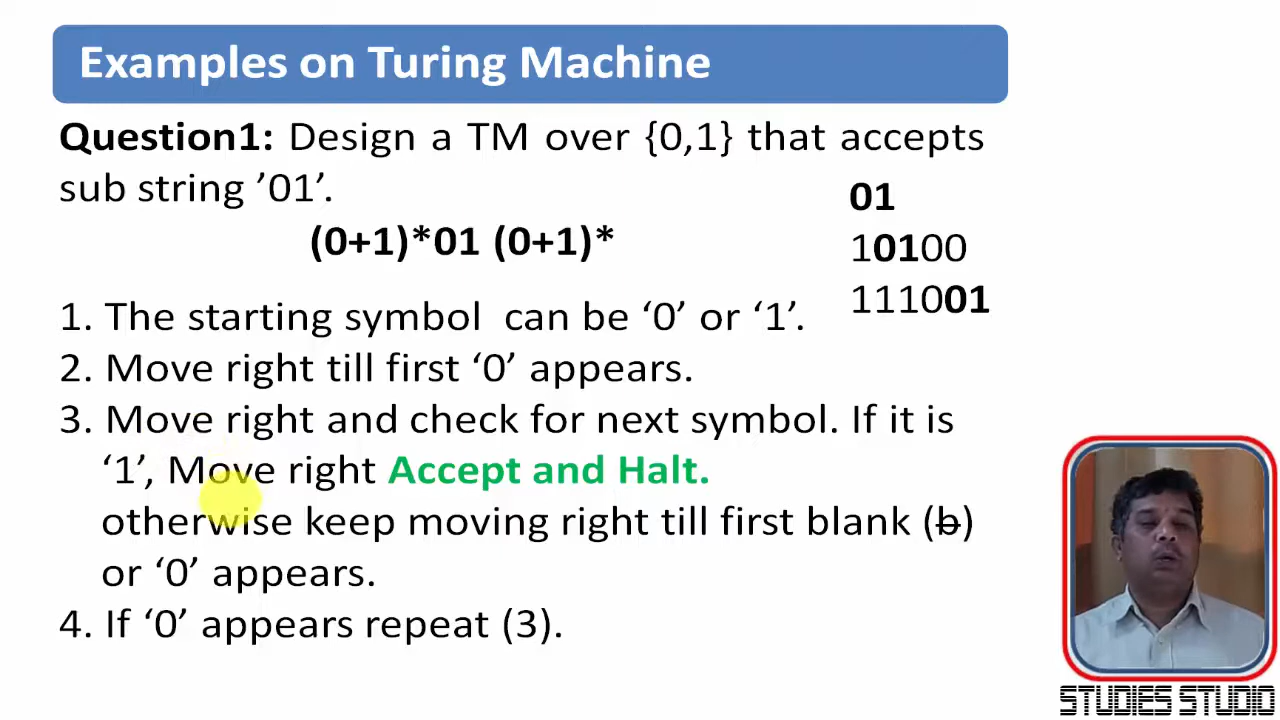 Examples on Turing Machine
Question1: Design a TM over {0,1} that accepts
sub string ’01’.
01
(0+1)*01 (0+1)*
10100
111001
1. The starting symbol can be ‘0’ or ‘1’.
2. Move right till first ‘0’ appears.
3. Move right and check for next symbol. If it is
‘1’, Move right Accept and Halt.
otherwise keep moving right till first blank (b)
or ‘0’ appears.
4. If ‘0’ appears repeat (3).
STUDIES STUDIO